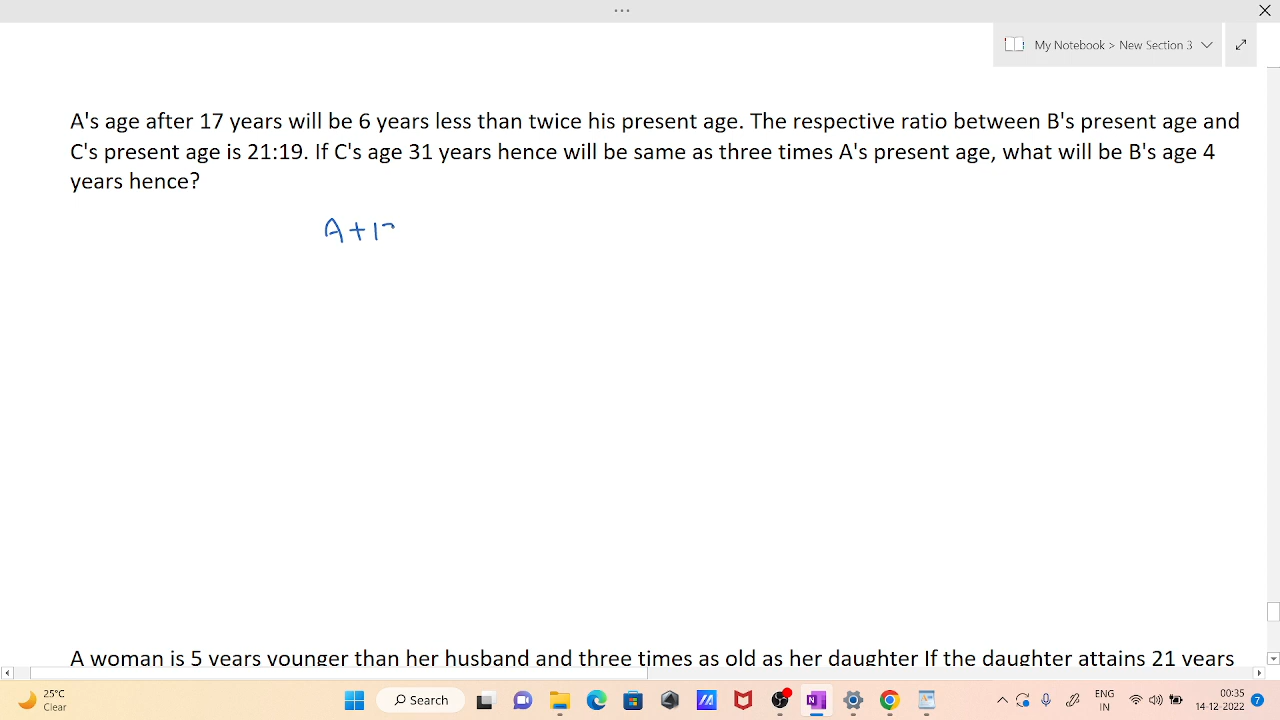 My Notebook > New Section 3
A's age after 17 years will be 6 years less than twice his present age. The respective ratio between B's present age and
C's present age is 21:19. If C's age 31 years hence will be same as three times A's present age, what will be B's age 4
years hence?
A+17
A woman is 5 years younger than her husband and three times as old as her daughter If the daughter attains 21 years
25°C
Clear
Search
ENG
IN
18:35
14-12-2022
7